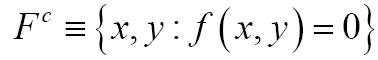 F^c ≡ {x, y : f(x, y) = 0}